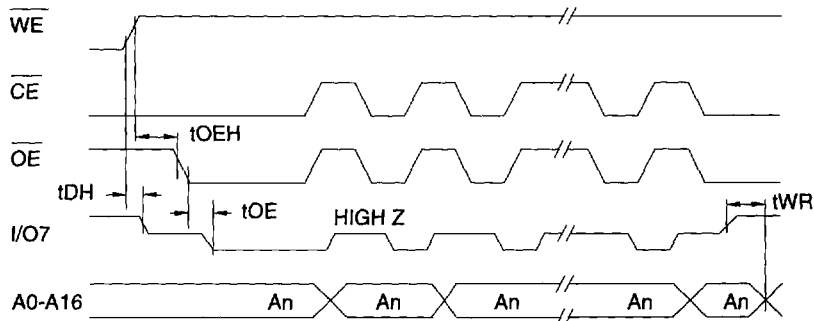 WE
CE
tOEH
OE
tDH
tOE
HIGH Z
tWR
I/O7
A0-A16 An An An An An